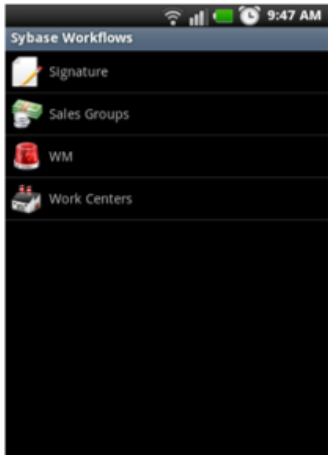 9:47 AM
Sybase Workflows
Signature
Sales Groups
WM
Work Centers